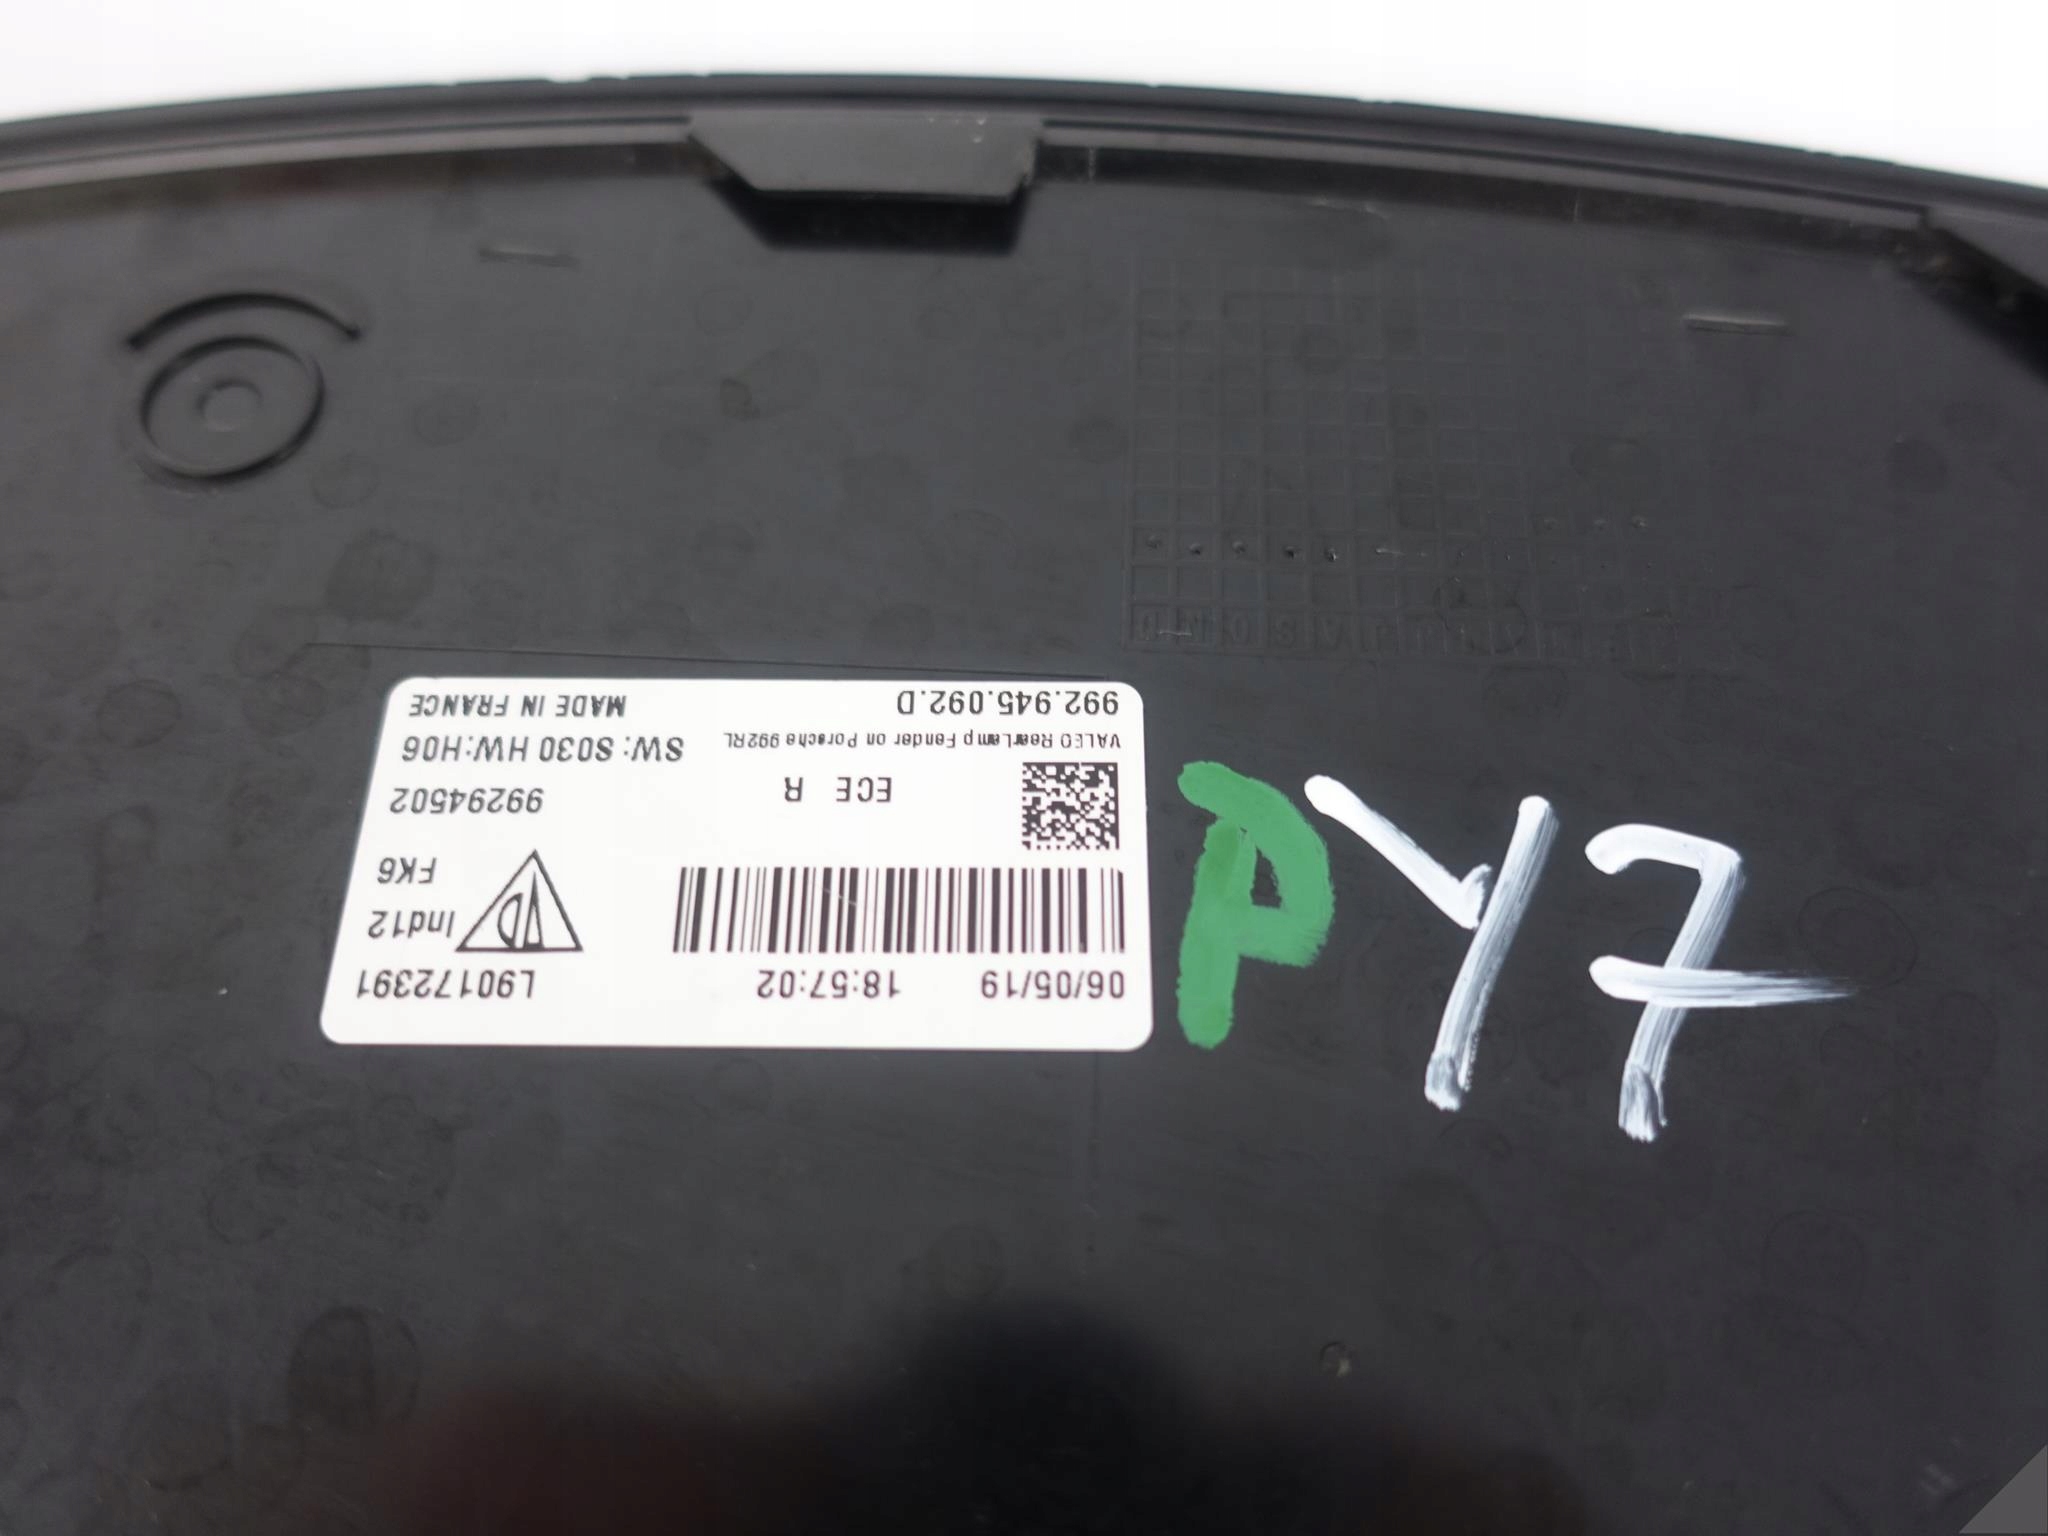 992.945.092.D MADE IN FRANCE
VALEO RearLamp Fender on Porsche 992RL SW: S030 HW:H06
ECE R 99294502
FK6
Ind12
06/05/19 18:57:02 L90172391
P Y7